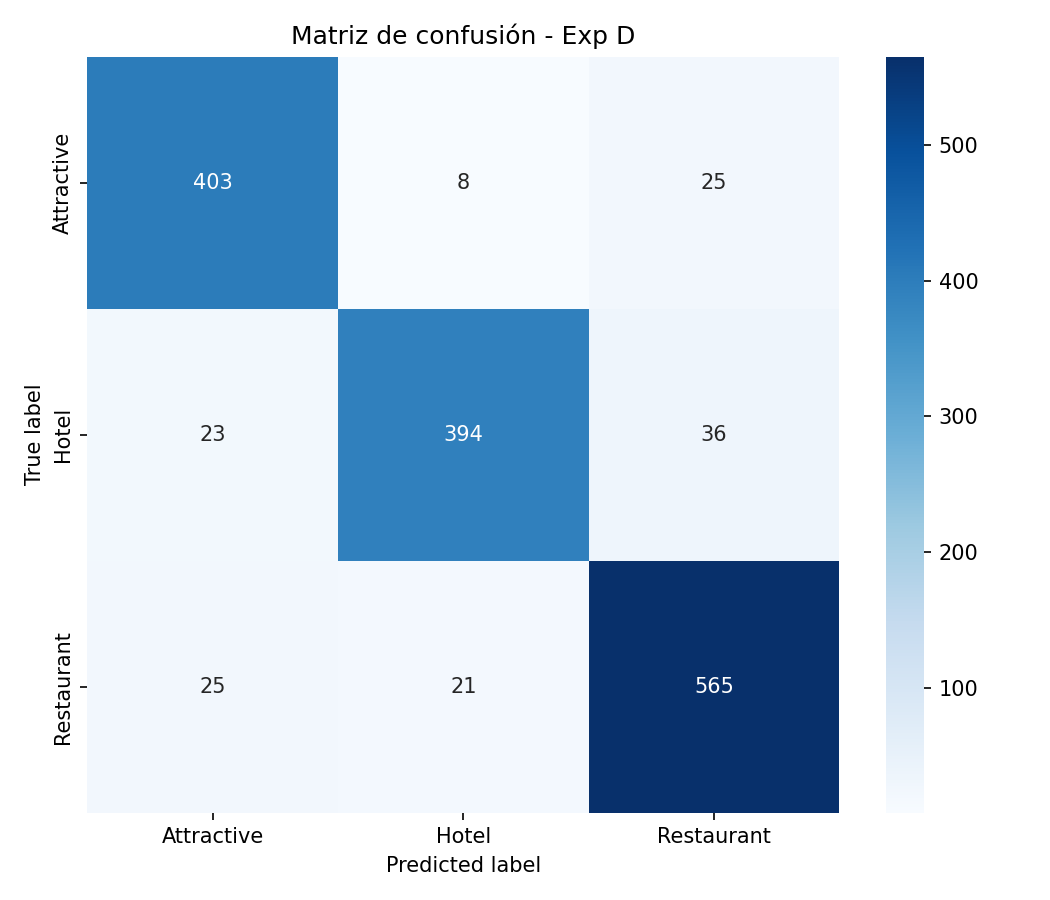 Matriz de confusión - Exp D
True label
Attractive
403
8
25
Hotel
23
394
36
Restaurant
25
21
565
Attractive
Hotel
Restaurant
Predicted label
500
400
300
200
100